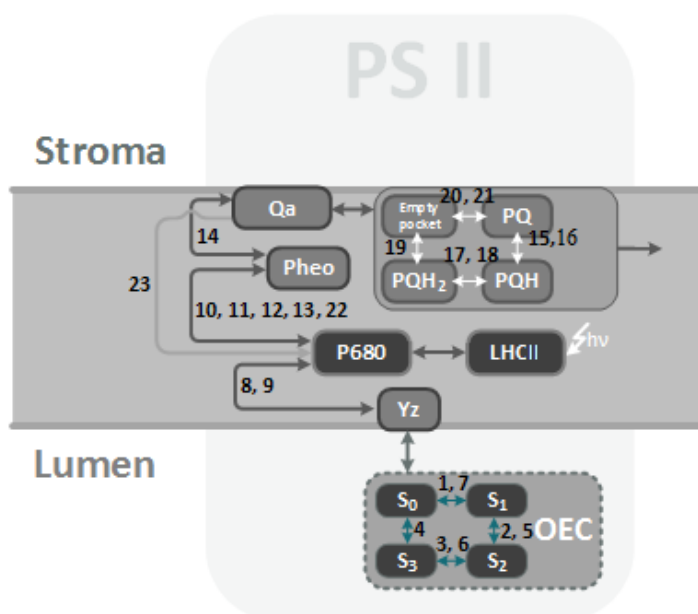 PS II
Stroma
Qa
Empty pocket
20, 21
PQ
14
19
17, 18
15,16
Pheo
PQH₂
PQH
23
10, 11, 12, 13, 22
P680
LHCII
hν
8, 9
Yz
Lumen
1, 7
S₀
S₁
4
2, 5
OEC
3, 6
S₃
S₂